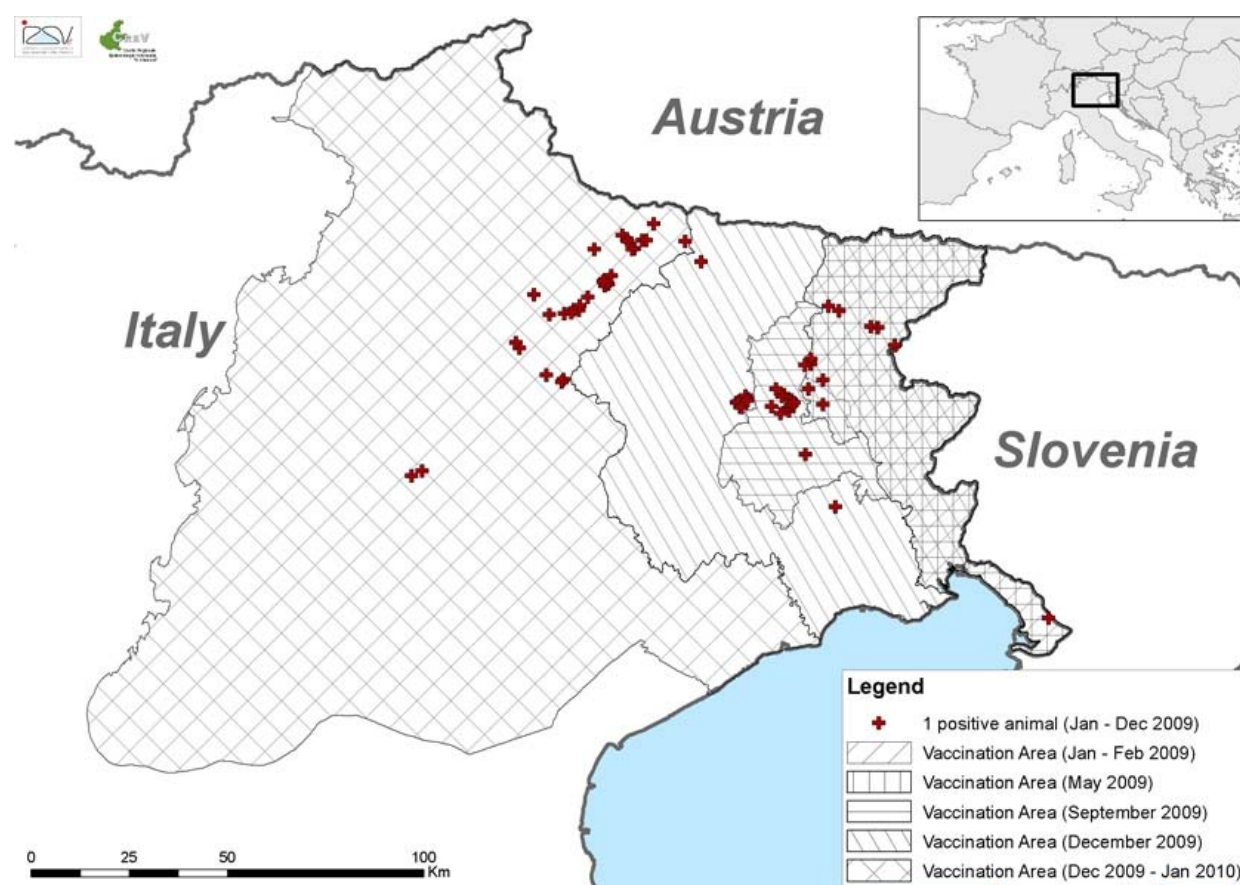 Austria
Italy
Slovenia
Legend
1 positive animal (Jan - Dec 2009)
Vaccination Area (Jan - Feb 2009)
Vaccination Area (May 2009)
Vaccination Area (September 2009)
Vaccination Area (December 2009)
Vaccination Area (Dec 2009 - Jan 2010)
0 25 50 100
Km